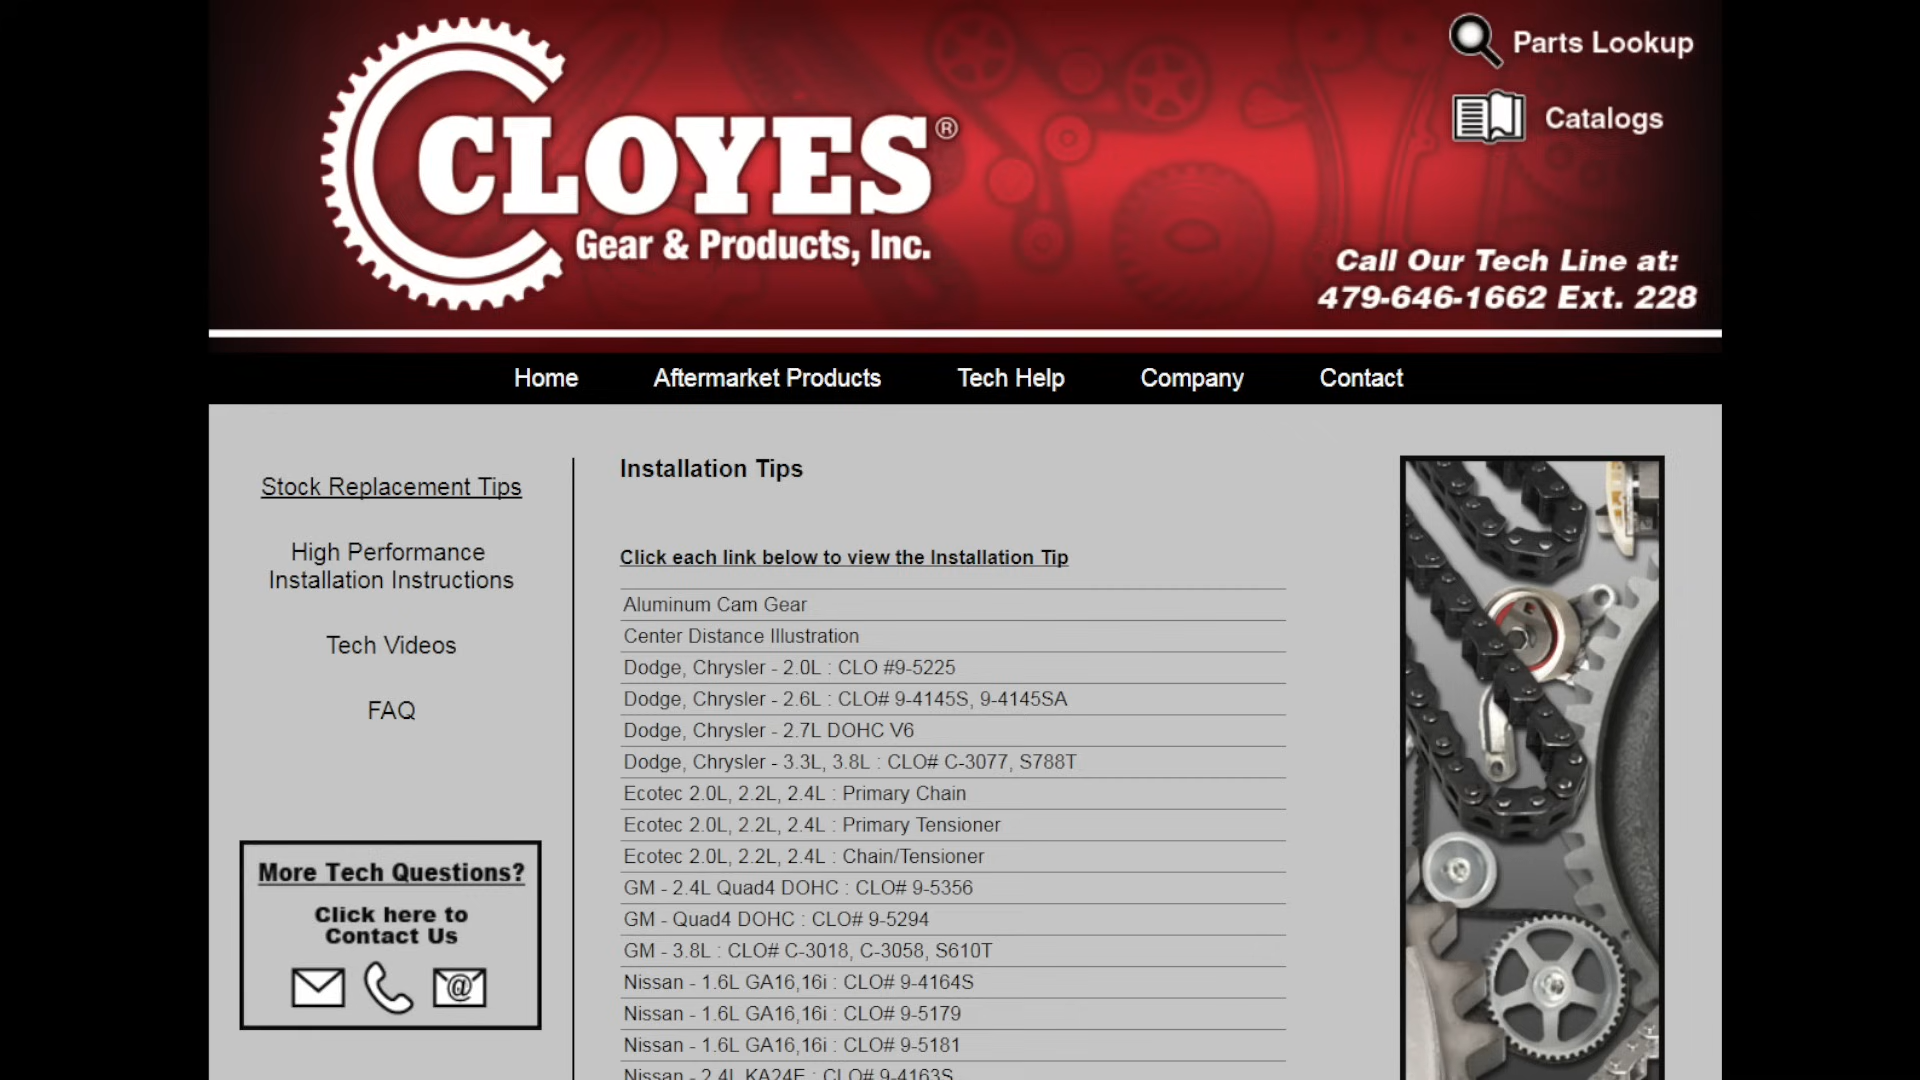 CLOYES®
Gear & Products, Inc.
Parts Lookup
Catalogs
Call Our Tech Line at:
479-646-1662 Ext. 228
Home Aftermarket Products Tech Help Company Contact
Stock Replacement Tips
High Performance
Installation Instructions
Tech Videos
FAQ
More Tech Questions?
Click here to
Contact Us
@
Installation Tips
Click each link below to view the Installation Tip
Aluminum Cam Gear
Center Distance Illustration
Dodge, Chrysler - 2.0L : CLO #9-5225
Dodge, Chrysler - 2.6L : CLO# 9-4145S, 9-4145SA
Dodge, Chrysler - 2.7L DOHC V6
Dodge, Chrysler - 3.3L, 3.8L : CLO# C-3077, S788T
Ecotec 2.0L, 2.2L, 2.4L : Primary Chain
Ecotec 2.0L, 2.2L, 2.4L : Primary Tensioner
Ecotec 2.0L, 2.2L, 2.4L : Chain/Tensioner
GM - 2.4L Quad4 DOHC : CLO# 9-5356
GM - Quad4 DOHC : CLO# 9-5294
GM - 3.8L : CLO# C-3018, C-3058, S610T
Nissan - 1.6L GA16,16i : CLO# 9-4164S
Nissan - 1.6L GA16,16i : CLO# 9-5179
Nissan - 1.6L GA16,16i : CLO# 9-5181
Nissan - 2.4L KA24E : CLO# 9-4163S